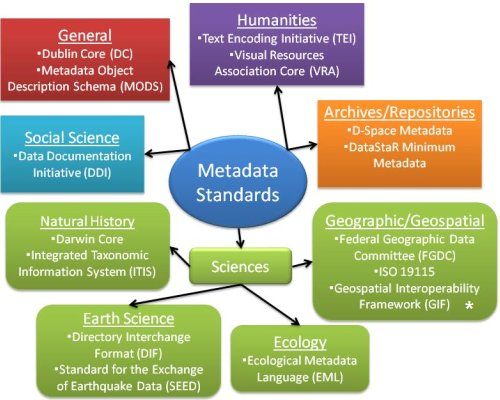 General
•Dublin Core (DC)
•Metadata Object
Description Schema (MODS)
Humanities
•Text Encoding Initiative (TEI)
•Visual Resources
Association Core (VRA)
Archives/Repositories
•D-Space Metadata
•DataStaR Minimum
Metadata
Social Science
•Data Documentation
Initiative (DDI)
Metadata
Standards
Natural History
•Darwin Core
•Integrated Taxonomic
Information System (ITIS)
Sciences
Geographic/Geospatial
•Federal Geographic Data
Committee (FGDC)
•ISO 19115
•Geospatial Interoperability
Framework (GIF) *
Earth Science
•Directory Interchange
Format (DIF)
•Standard for the Exchange
of Earthquake Data (SEED)
Ecology
•Ecological Metadata
Language (EML)